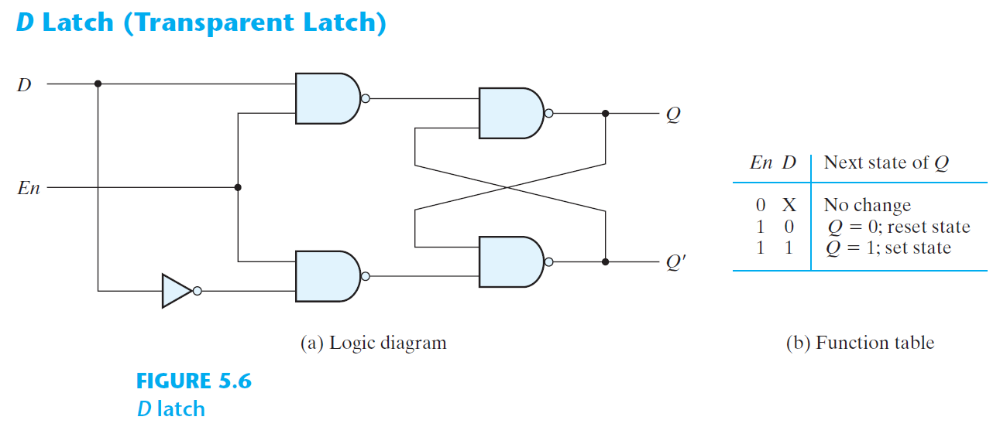 D Latch (Transparent Latch)
D
En
Q
Q'
En D Next state of Q
0 X No change
1 0 Q = 0; reset state
1 1 Q = 1; set state
(a) Logic diagram
(b) Function table
FIGURE 5.6
D latch